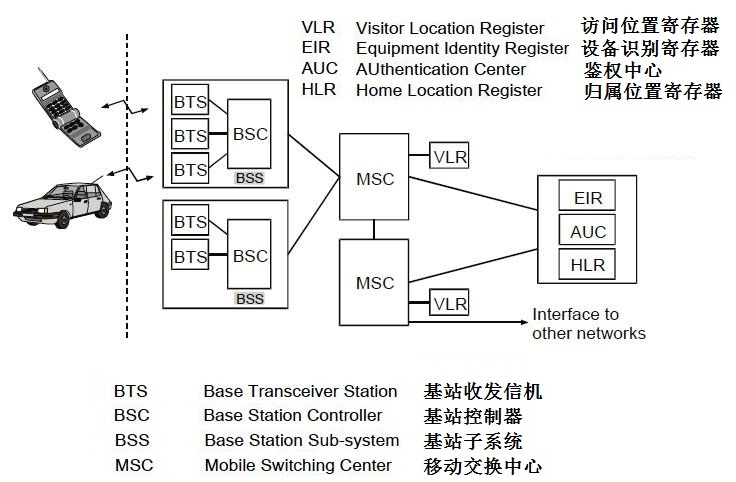 VLR Visitor Location Register 访问位置寄存器
EIR Equipment Identity Register 设备识别寄存器
AUC AUthentication Center 鉴权中心
HLR Home Location Register 归属位置寄存器
BTS
BTS
BTS
BSC
BSS
BTS
BTS
BSC
BSS
MSC
VLR
MSC
VLR
EIR
AUC
HLR
Interface to
other networks
BTS Base Transceiver Station 基站收发信机
BSC Base Station Controller 基站控制器
BSS Base Station Sub-system 基站子系统
MSC Mobile Switching Center 移动交换中心